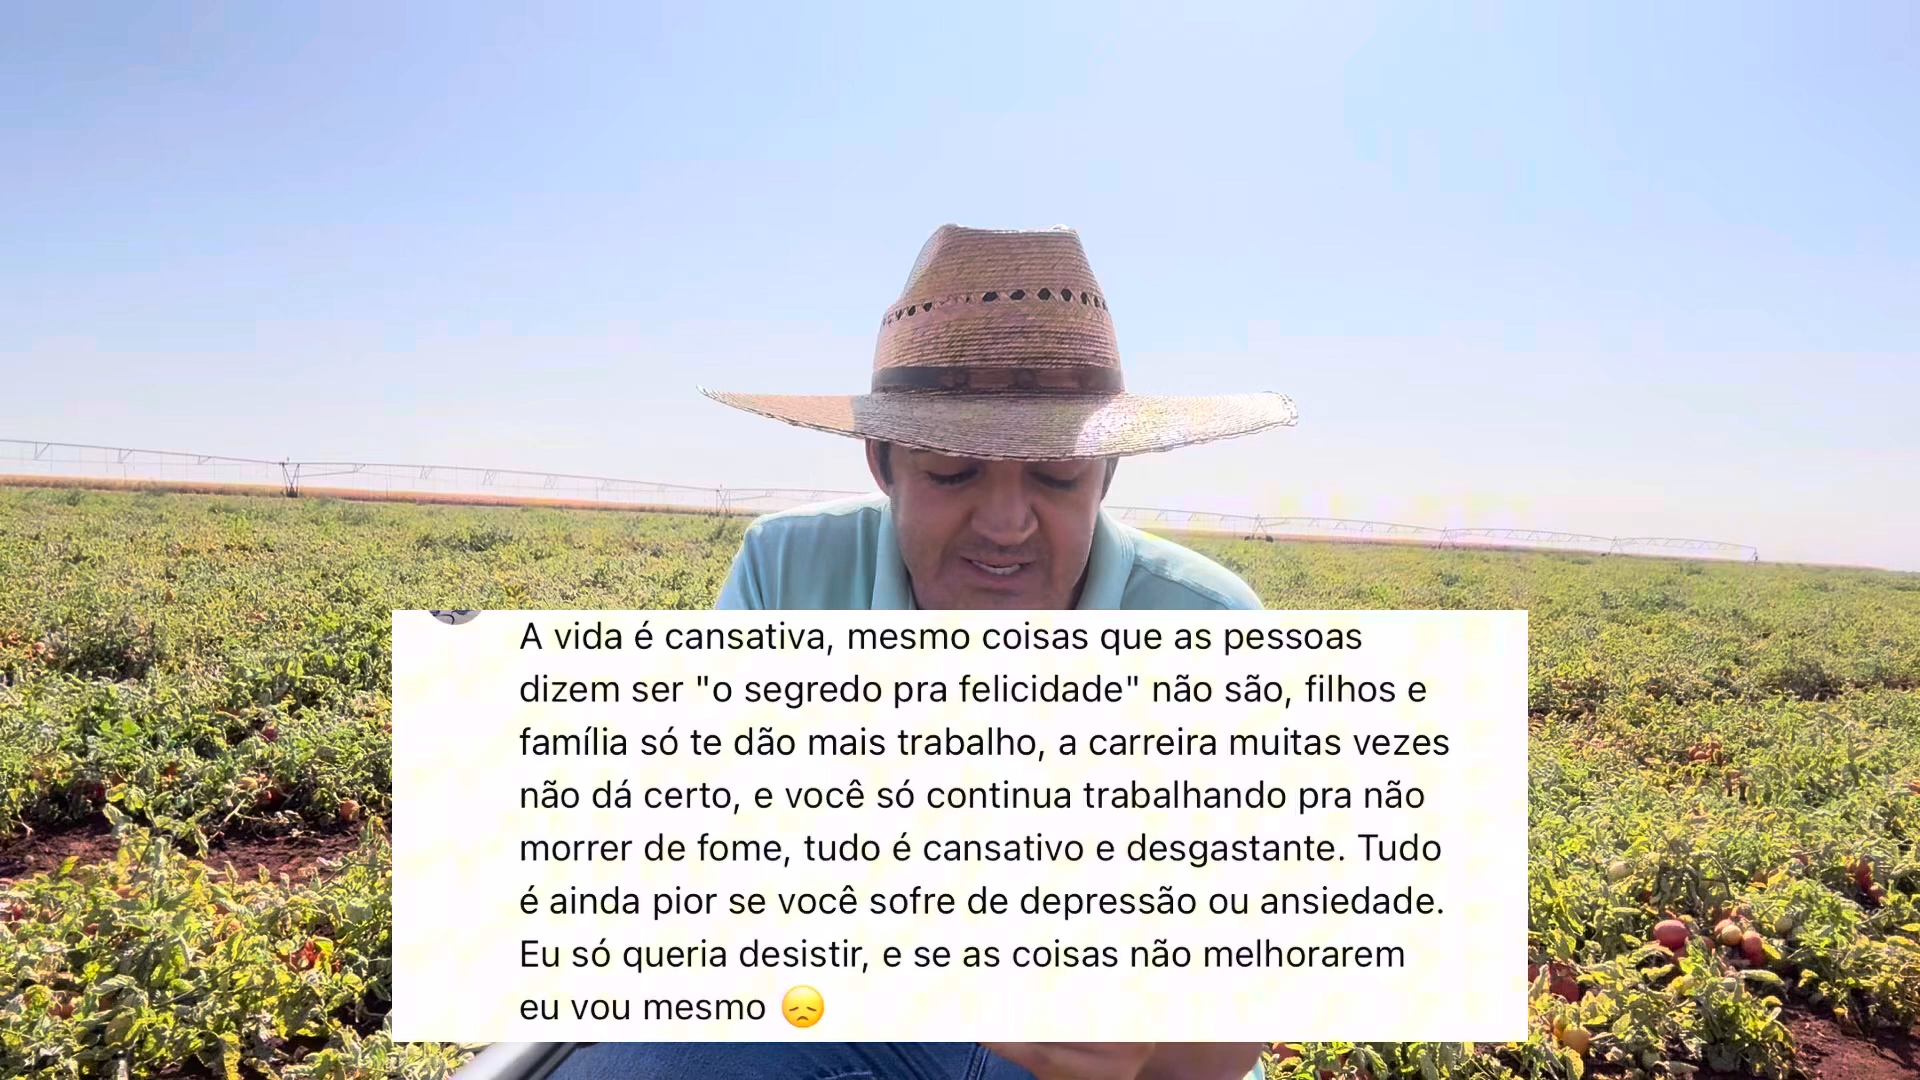 A vida é cansativa, mesmo coisas que as pessoas
dizem ser "o segredo pra felicidade" não são, filhos e
família só te dão mais trabalho, a carreira muitas vezes
não dá certo, e você só continua trabalhando pra não
morrer de fome, tudo é cansativo e desgastante. Tudo
é ainda pior se você sofre de depressão ou ansiedade.
Eu só queria desistir, e se as coisas não melhorarem
eu vou mesmo 😞